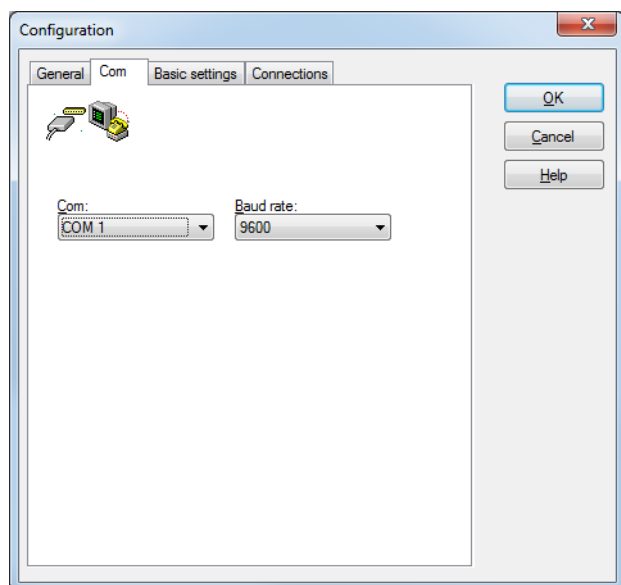 Configuration
General Com Basic settings Connections
OK
Cancel
Help
Com: Baud rate:
COM 1 9600